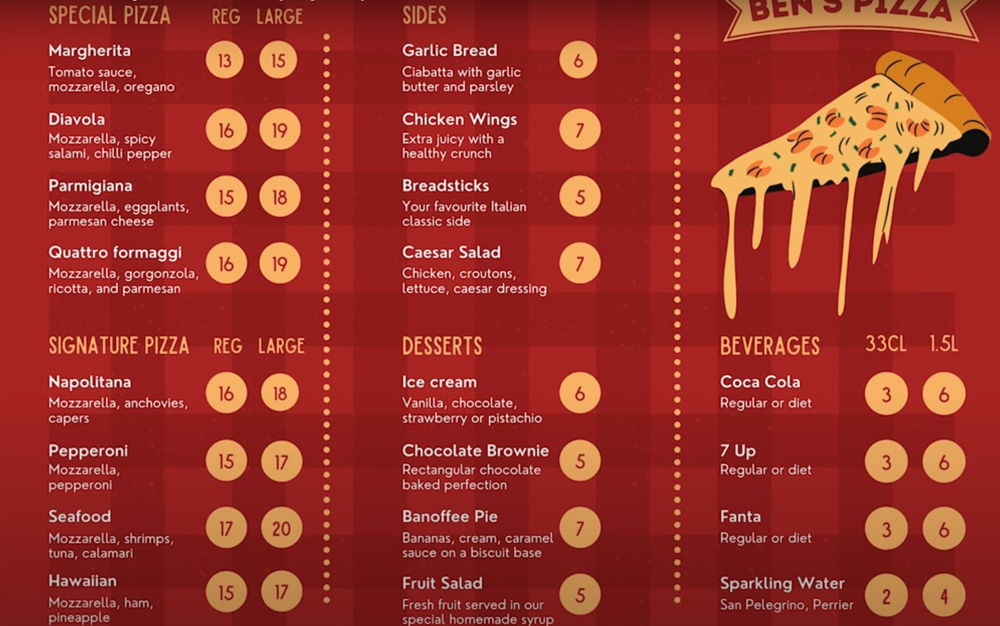 SPECIAL PIZZA REG LARGE
Margherita 13 15
Tomato sauce,
mozzarella, oregano
Diavola 16 19
Mozzarella, spicy
salami, chilli pepper
Parmigiana 15 18
Mozzarella, eggplants,
parmesan cheese
Quattro formaggi 16 19
Mozzarella, gorgonzola,
ricotta, and parmesan
SIGNATURE PIZZA REG LARGE
Napolitana 16 18
Mozzarella, anchovies,
capers
Pepperoni 15 17
Mozzarella,
pepperoni
Seafood 17 20
Mozzarella, shrimps,
tuna, calamari
Hawaiian 15 17
Mozzarella, ham,
pineapple
SIDES
Garlic Bread 6
Ciabatta with garlic
butter and parsley
Chicken Wings 7
Extra juicy with a
healthy crunch
Breadsticks 5
Your favourite Italian
classic side
Caesar Salad 7
Chicken, croutons,
lettuce, caesar dressing
DESSERTS
Ice cream 6
Vanilla, chocolate,
strawberry or pistachio
Chocolate Brownie 5
Rectangular chocolate
baked perfection
Banoffee Pie 7
Bananas, cream, caramel
sauce on a biscuit base
Fruit Salad 5
Fresh fruit served in our
special homemade syrup
BEN'S PIZZA
BEVERAGES 33CL 1.5L
Coca Cola 3 6
Regular or diet
7 Up 3 6
Regular or diet
Fanta 3 6
Regular or diet
Sparkling Water 2 4
San Pelegrino, Perrier